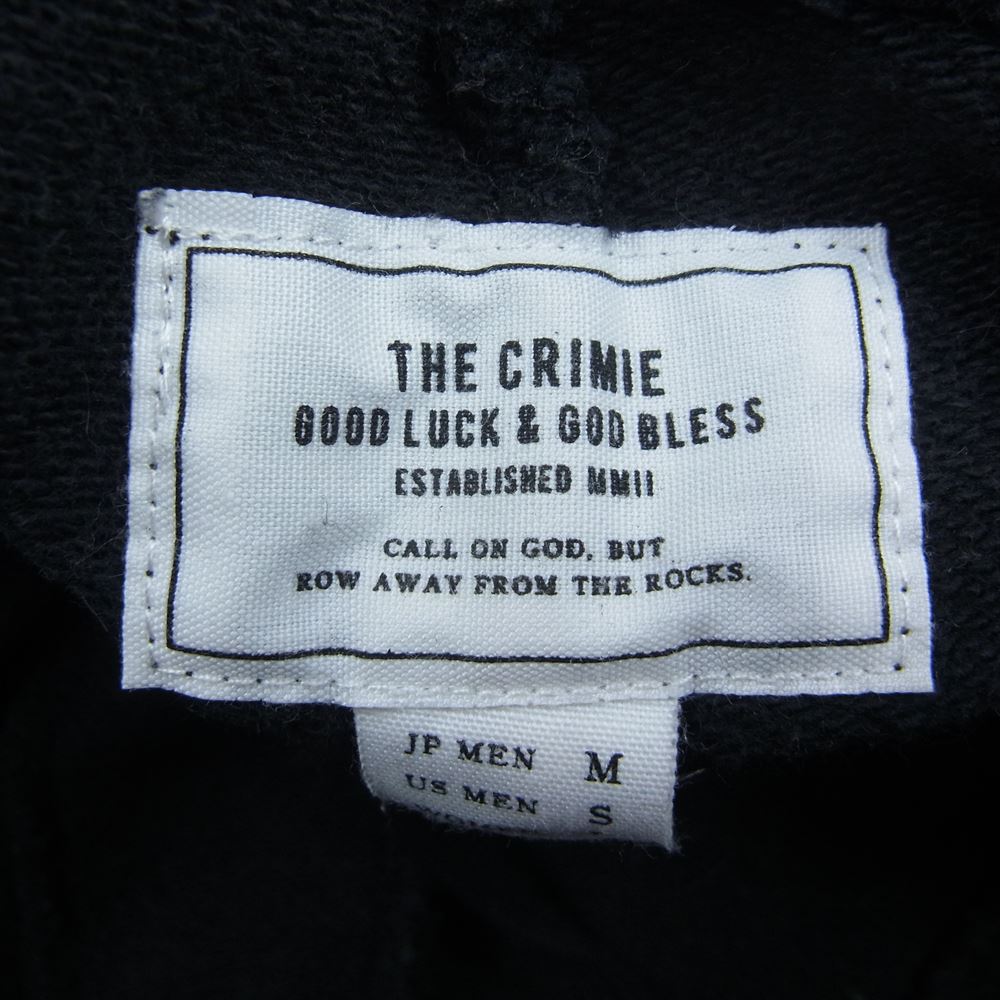 THE CRIMIE
GOOD LUCK & GOD BLESS
ESTABLISHED MMII
CALL ON GOD, BUT
ROW AWAY FROM THE ROCKS.
JP MEN M
US MEN S